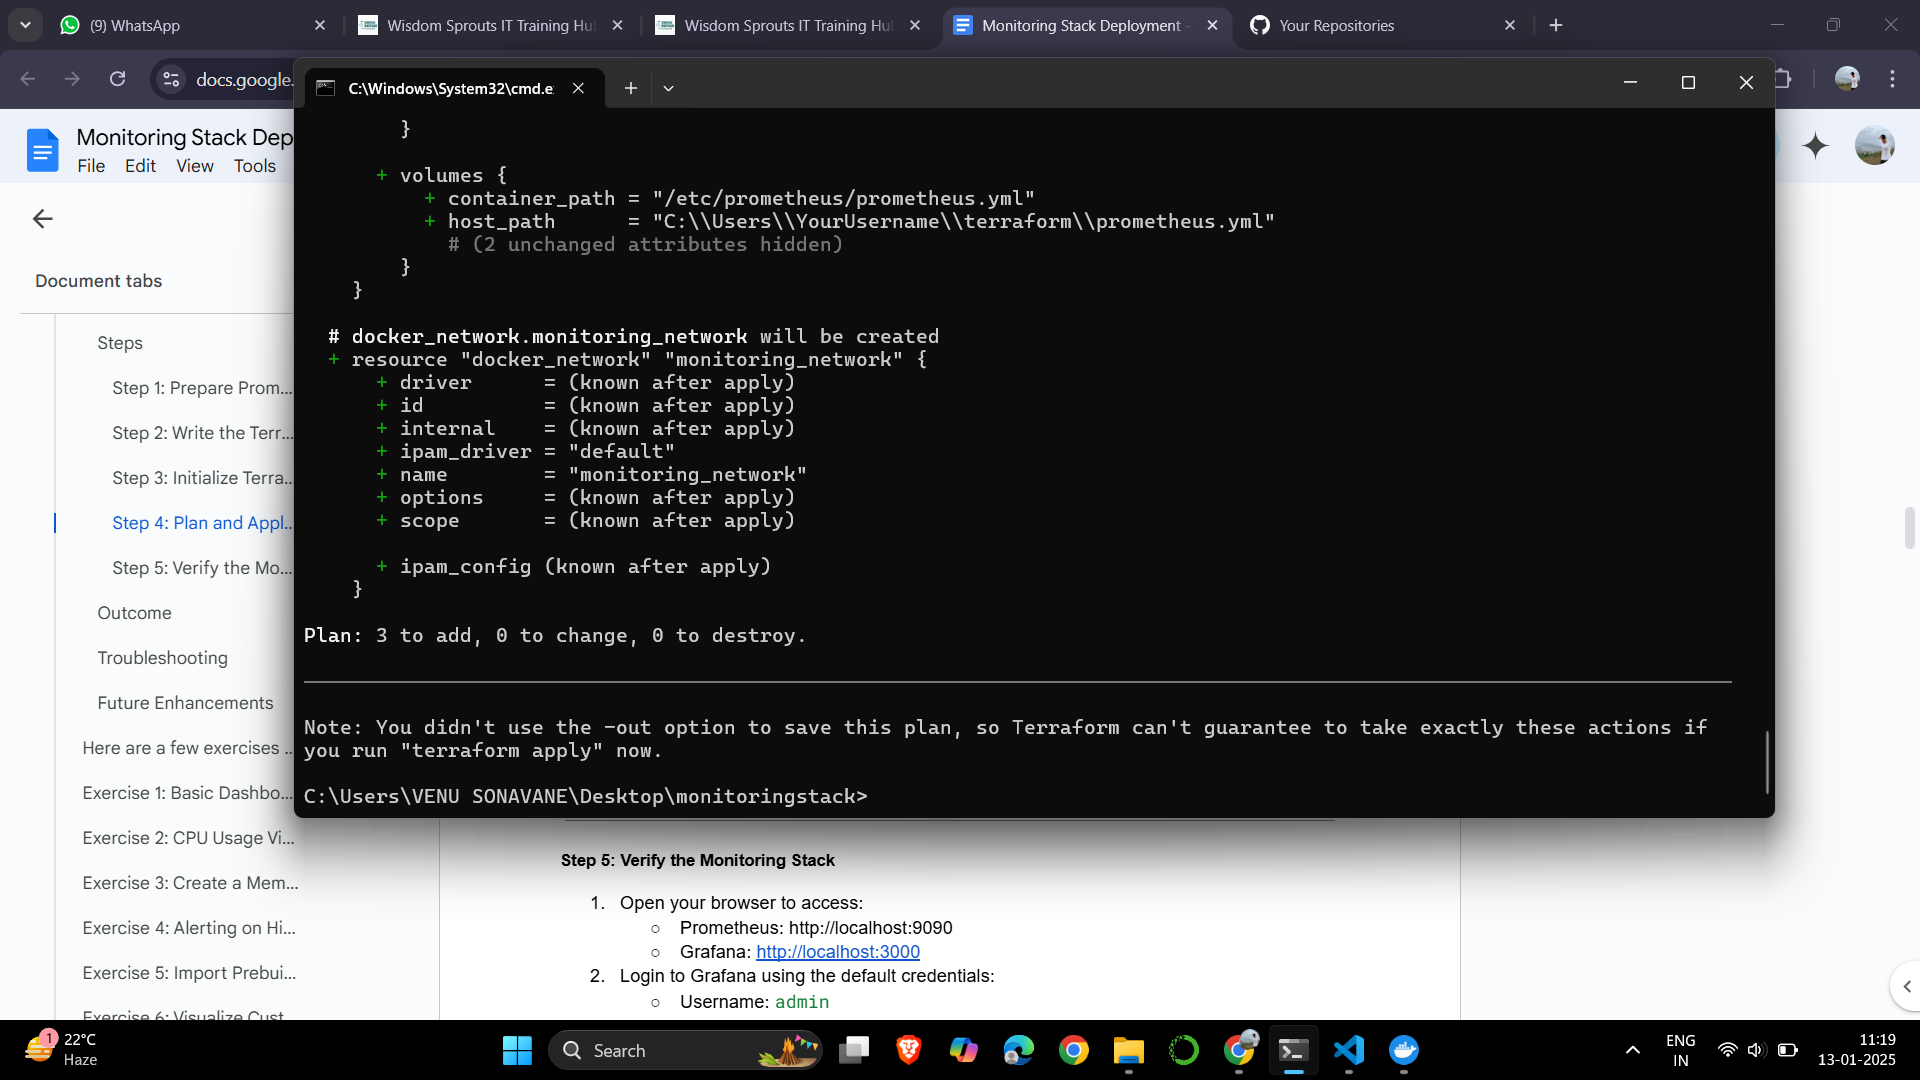 (9) WhatsApp
Wisdom Sprouts IT Training Hu
Wisdom Sprouts IT Training Hu
Monitoring Stack Deployment -
Your Repositories
docs.google.
C:\Windows\System32\cmd.e
Monitoring Stack Dep
File Edit View Tools
Document tabs
Steps
Step 1: Prepare Prom...
Step 2: Write the Terr...
Step 3: Initialize Terra...
Step 4: Plan and Appl...
Step 5: Verify the Mo...
Outcome
Troubleshooting
Future Enhancements
Here are a few exercises ...
Exercise 1: Basic Dashbo...
Exercise 2: CPU Usage Vi...
Exercise 3: Create a Mem...
Exercise 4: Alerting on Hi...
Exercise 5: Import Prebui...
Exercise 6: Visualize Cust
}
+ volumes {
+ container_path = "/etc/prometheus/prometheus.yml"
+ host_path      = "C:\\Users\\YourUsername\\terraform\\prometheus.yml"
# (2 unchanged attributes hidden)
}
}
# docker_network.monitoring_network will be created
+ resource "docker_network" "monitoring_network" {
+ driver      = (known after apply)
+ id          = (known after apply)
+ internal    = (known after apply)
+ ipam_driver = "default"
+ name        = "monitoring_network"
+ options     = (known after apply)
+ scope       = (known after apply)
+ ipam_config (known after apply)
}
Plan: 3 to add, 0 to change, 0 to destroy.
Note: You didn't use the -out option to save this plan, so Terraform can't guarantee to take exactly these actions if
you run "terraform apply" now.
C:\Users\VENU SONAVANE\Desktop\monitoringstack>
Step 5: Verify the Monitoring Stack
1. Open your browser to access:
○ Prometheus: http://localhost:9090
○ Grafana: http://localhost:3000
2. Login to Grafana using the default credentials:
○ Username: admin
1
22°C
Haze
Search
ENG
IN
11:19
13-01-2025